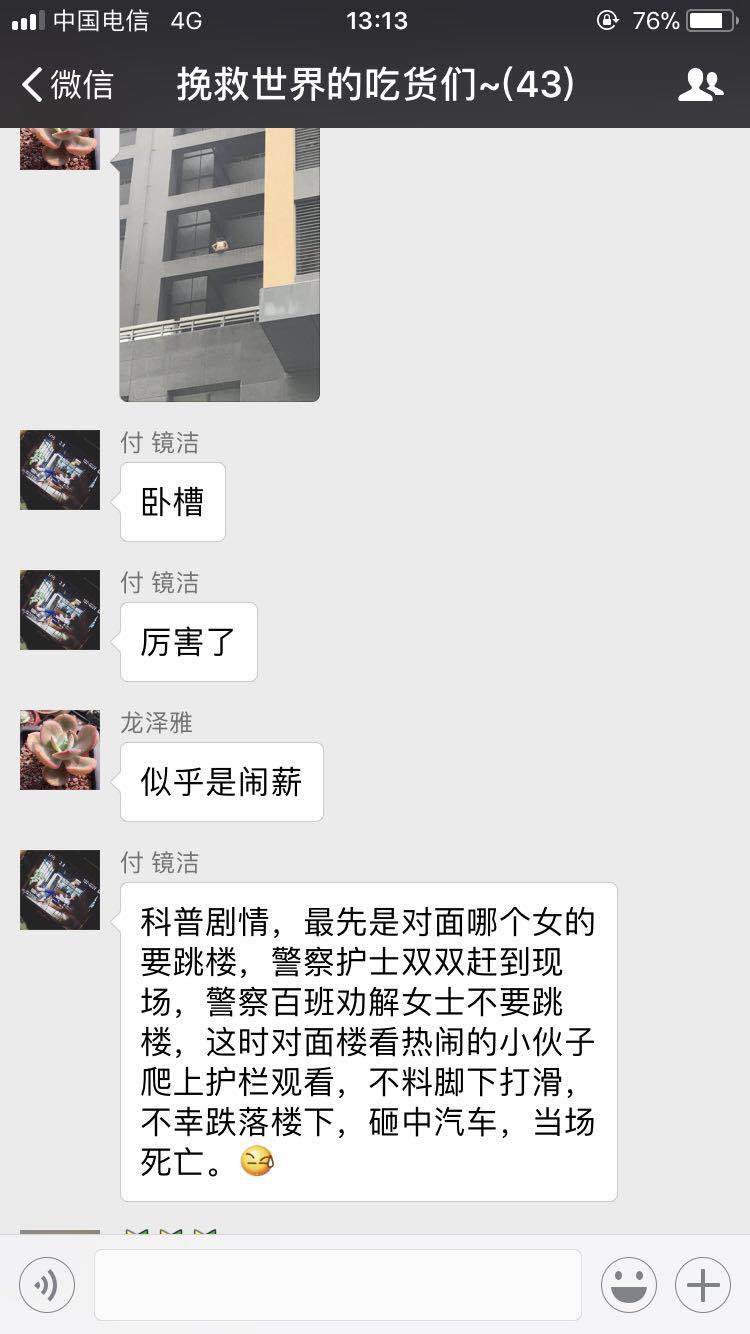 中国电信 4G 13:13 76%
微信 挽救世界的吃货们~(43)
付 镜洁
卧槽
付 镜洁
厉害了
龙泽雅
似乎是闹薪
付 镜洁
科普剧情，最先是对面哪个女的
要跳楼，警察护士双双赶到现
场，警察百班劝解女士不要跳
楼，这时对面楼看热闹的小伙子
爬上护栏观看，不料脚下打滑，
不幸跌落楼下，砸中汽车，当场
死亡。